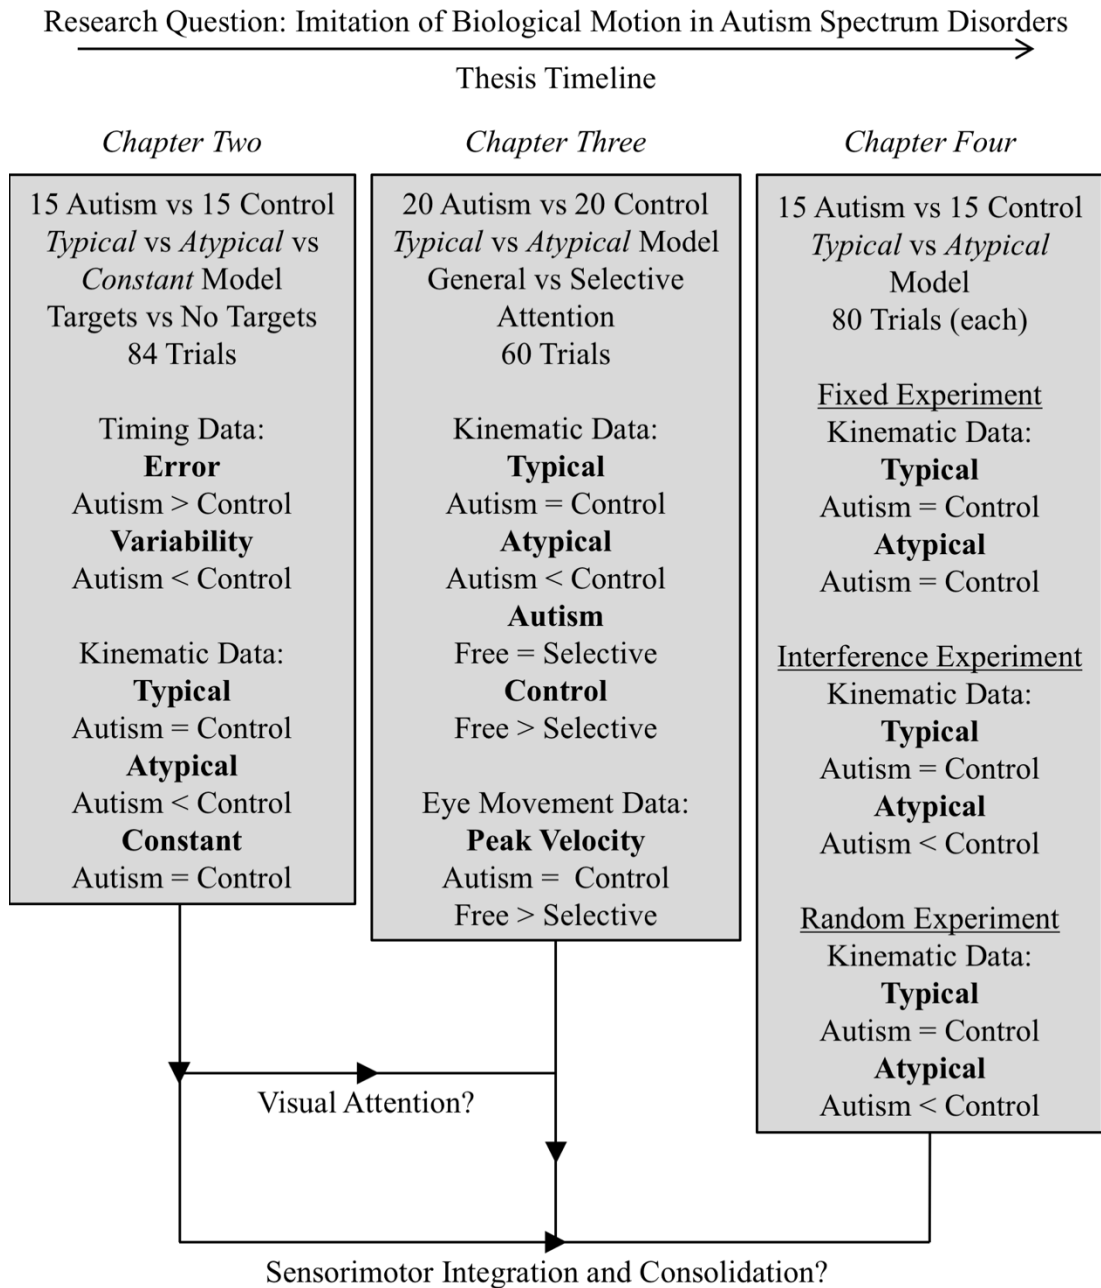 Research Question: Imitation of Biological Motion in Autism Spectrum Disorders
Thesis Timeline
Chapter Two
15 Autism vs 15 Control
Typical vs Atypical vs
Constant Model
Targets vs No Targets
84 Trials
Timing Data:
Error
Autism > Control
Variability
Autism < Control
Kinematic Data:
Typical
Autism = Control
Atypical
Autism < Control
Constant
Autism = Control
Chapter Three
20 Autism vs 20 Control
Typical vs Atypical Model
General vs Selective
Attention
60 Trials
Kinematic Data:
Typical
Autism = Control
Atypical
Autism < Control
Autism
Free = Selective
Control
Free > Selective
Eye Movement Data:
Peak Velocity
Autism =  Control
Free > Selective
Chapter Four
15 Autism vs 15 Control
Typical vs Atypical
Model
80 Trials (each)
Fixed Experiment
Kinematic Data:
Typical
Autism = Control
Atypical
Autism = Control
Interference Experiment
Kinematic Data:
Typical
Autism = Control
Atypical
Autism < Control
Random Experiment
Kinematic Data:
Typical
Autism = Control
Atypical
Autism < Control
Visual Attention?
Sensorimotor Integration and Consolidation?